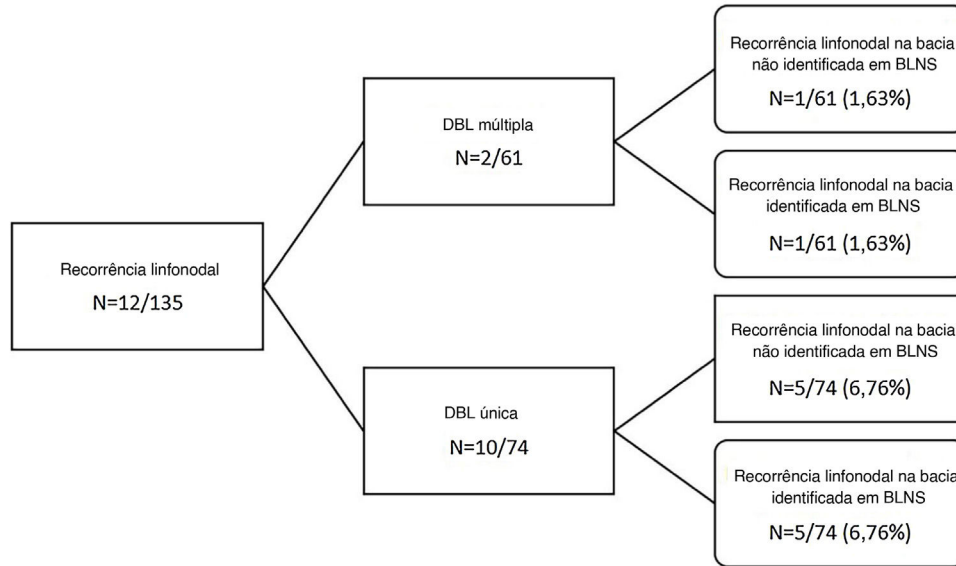 Recorrência linfonodal
N=12/135
DBL múltipla
N=2/61
DBL única
N=10/74
Recorrência linfonodal na bacia
não identificada em BLNS
N=1/61 (1,63%)
Recorrência linfonodal na bacia
identificada em BLNS
N=1/61 (1,63%)
Recorrência linfonodal na bacia
não identificada em BLNS
N=5/74 (6,76%)
Recorrência linfonodal na bacia
identificada em BLNS
N=5/74 (6,76%)